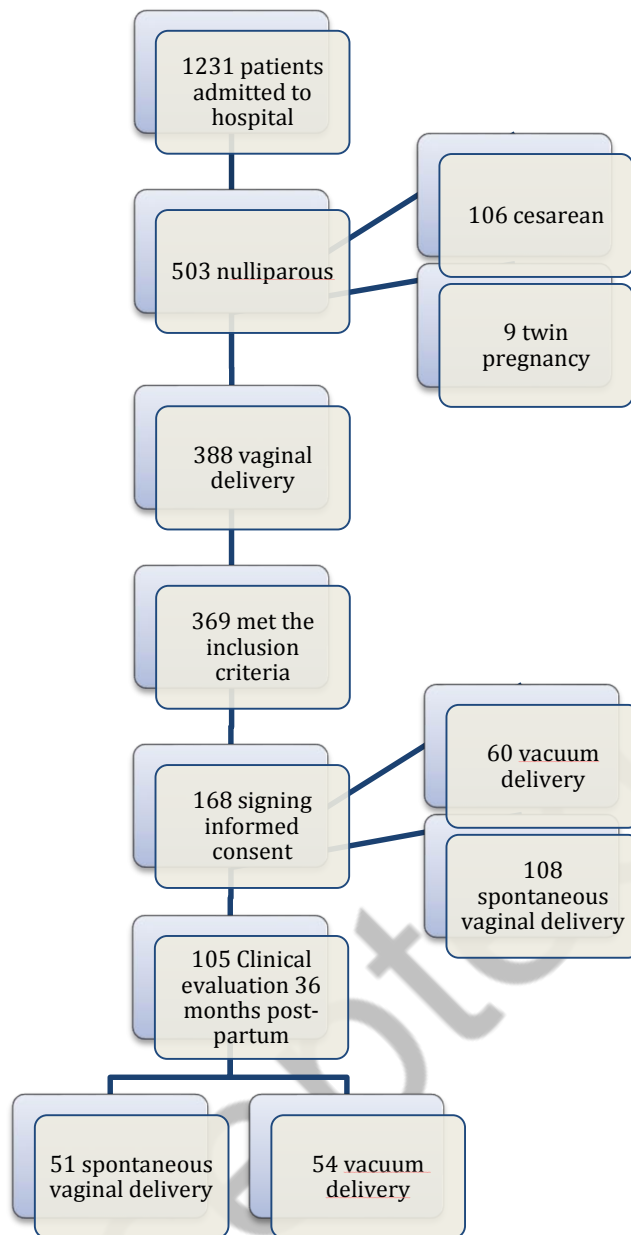 1231 patients
admitted to
hospital
503 nulliparous
106 cesarean
9 twin
pregnancy
388 vaginal
delivery
369 met the
inclusion
criteria
168 signing
informed
consent
60 vacuum
delivery
108
spontaneous
vaginal delivery
105 Clinical
evaluation 36
months post-
partum
51 spontaneous
vaginal delivery
54 vacuum
delivery